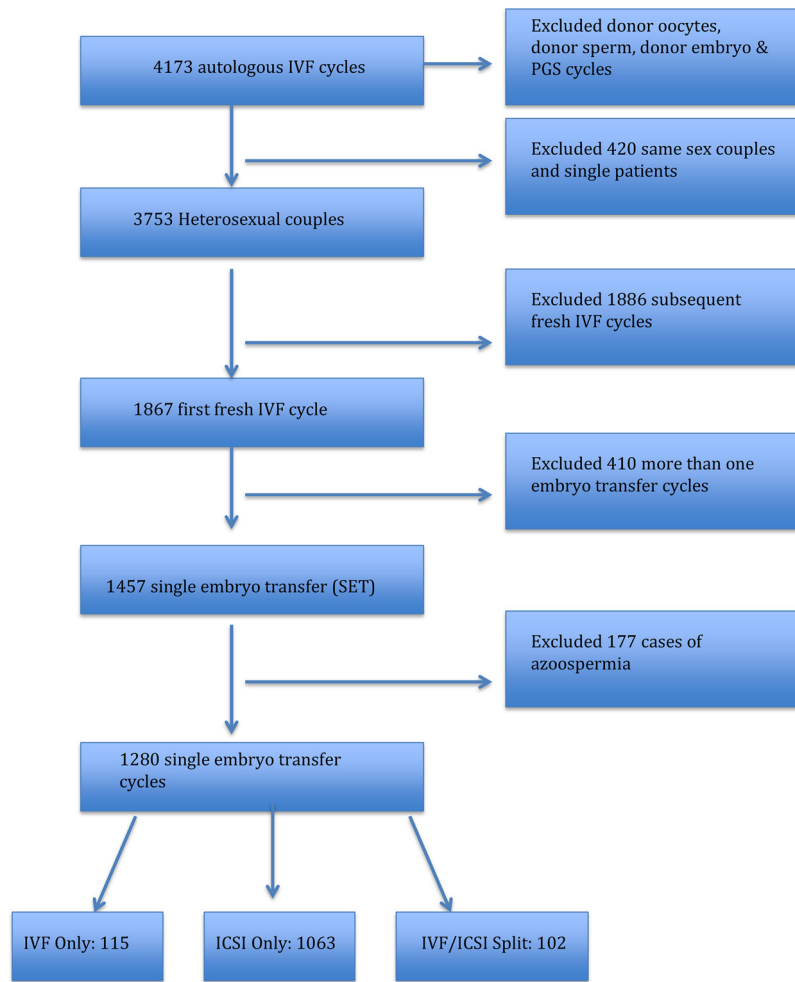 4173 autologous IVF cycles
Excluded donor oocytes,
donor sperm, donor embryo &
PGS cycles
Excluded 420 same sex couples
and single patients
3753 Heterosexual couples
Excluded 1886 subsequent
fresh IVF cycles
1867 first fresh IVF cycle
Excluded 410 more than one
embryo transfer cycles
1457 single embryo transfer (SET)
Excluded 177 cases of
azoospermia
1280 single embryo transfer
cycles
IVF Only: 115
ICSI Only: 1063
IVF/ICSI Split: 102